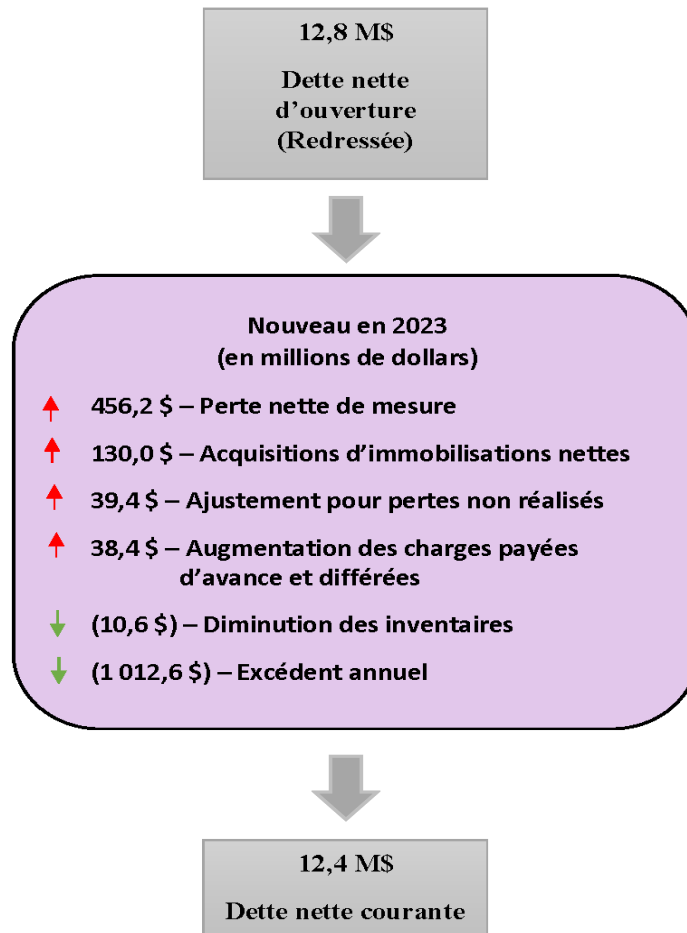 12,8 M$
Dette nette
d’ouverture
(Redressée)
Nouveau en 2023
(en millions de dollars)
456,2 $ – Perte nette de mesure
130,0 $ – Acquisitions d’immobilisations nettes
39,4 $ – Ajustement pour pertes non réalisés
38,4 $ – Augmentation des charges payées
d’avance et différées
(10,6 $) – Diminution des inventaires
(1 012,6 $) – Excédent annuel
12,4 M$
Dette nette courante